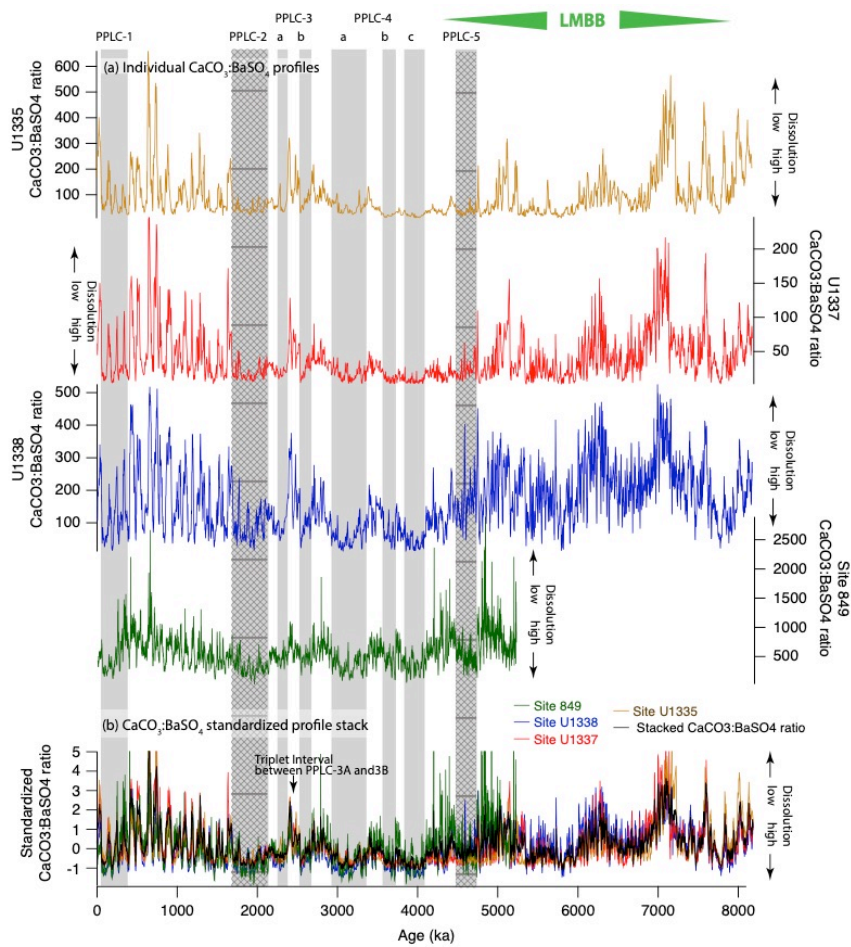 LMBB
PPLC-3 PPLC-4
PPLC-1 PPLC-2 a b a b c PPLC-5
(a) Individual CaCO₃:BaSO₄ profiles
U1335
CaCO3:BaSO4 ratio
600
500
400
300
200
100
Dissolution
low high
U1337
CaCO3:BaSO4 ratio
200
150
100
50
Dissolution
low high
U1338
CaCO3:BaSO4 ratio
500
400
300
200
100
Dissolution
low high
Site 849
CaCO3:BaSO4 ratio
2500
2000
1500
1000
500
Dissolution
low high
(b) CaCO₃:BaSO₄ standardized profile stack
Site 849 Site U1335
Site U1338 Stacked CaCO3:BaSO4 ratio
Site U1337
Triplet Interval
between PPLC-3A and3B
Standardized
CaCO3:BaSO4 ratio
5
4
3
2
1
0
-1
Dissolution
low high
0 1000 2000 3000 4000 5000 6000 7000 8000
Age (ka)